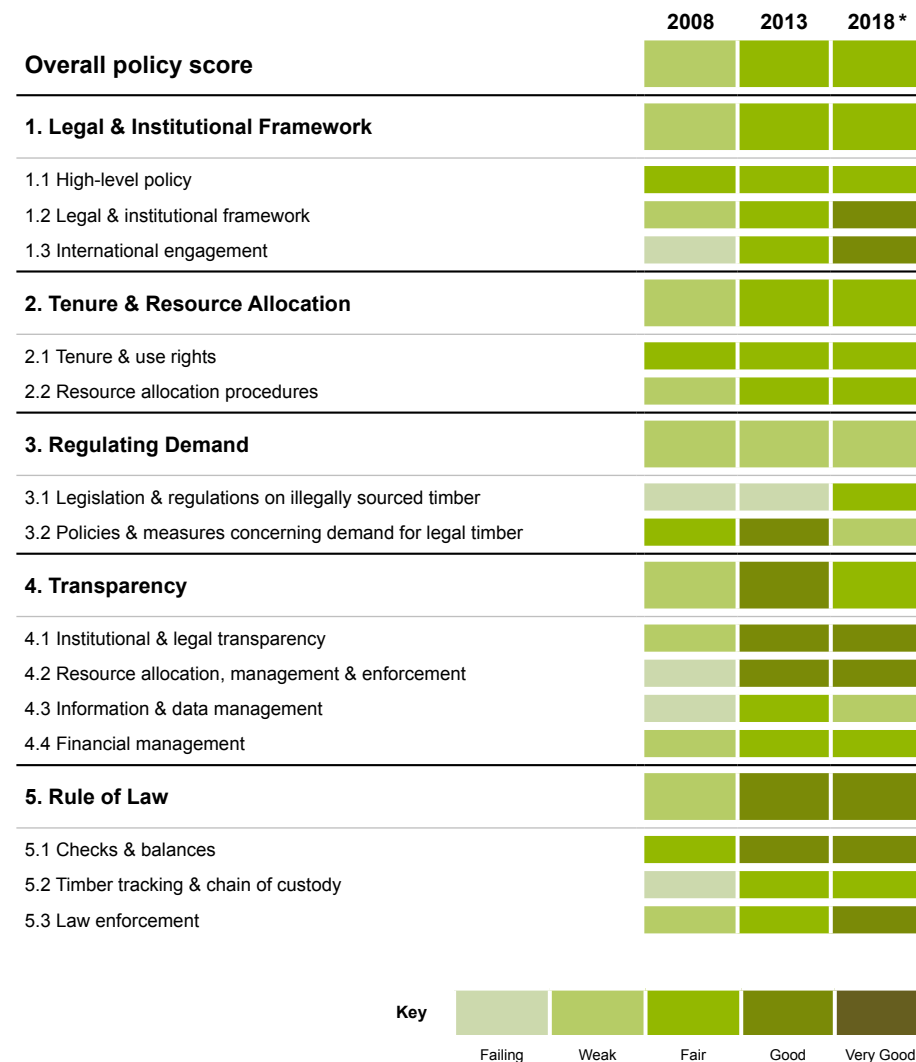 2008 2013 2018 *
Overall policy score
1. Legal & Institutional Framework
1.1 High-level policy
1.2 Legal & institutional framework
1.3 International engagement
2. Tenure & Resource Allocation
2.1 Tenure & use rights
2.2 Resource allocation procedures
3. Regulating Demand
3.1 Legislation & regulations on illegally sourced timber
3.2 Policies & measures concerning demand for legal timber
4. Transparency
4.1 Institutional & legal transparency
4.2 Resource allocation, management & enforcement
4.3 Information & data management
4.4 Financial management
5. Rule of Law
5.1 Checks & balances
5.2 Timber tracking & chain of custody
5.3 Law enforcement
Key
Failing Weak Fair Good Very Good